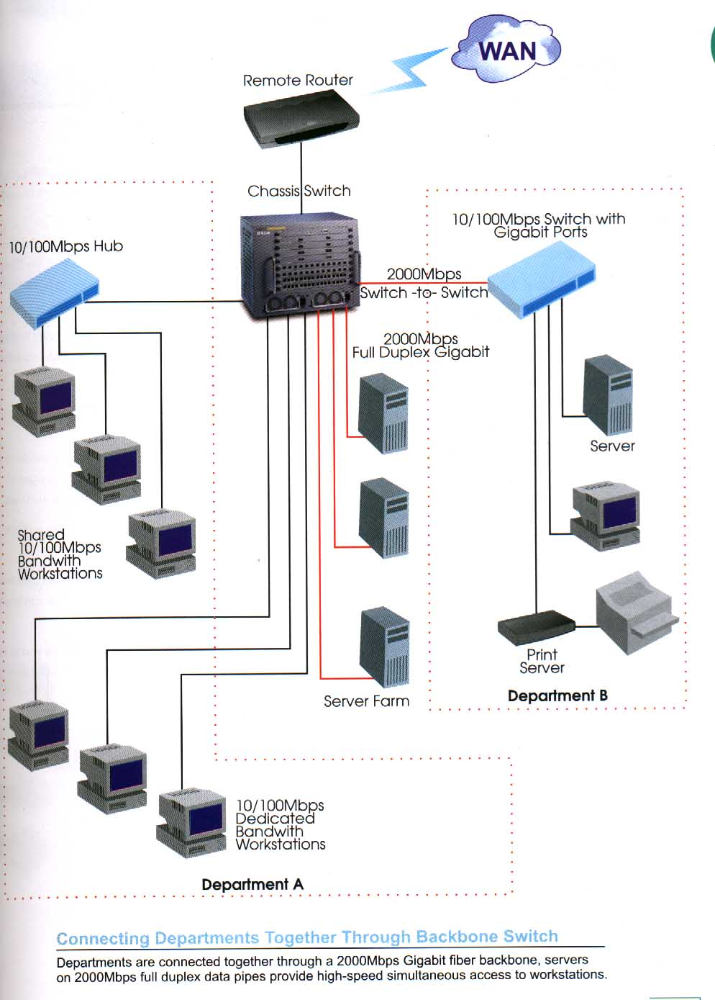 WAN
Remote Router
Chassis Switch
10/100Mbps Switch with
Gigabit Ports
10/100Mbps Hub
2000Mbps
Switch -to- Switch
2000Mbps
Full Duplex Gigabit
Server
Shared
10/100Mbps
Bandwith
Workstations
Print
Server
Server Farm
Department B
10/100Mbps
Dedicated
Bandwith
Workstations
Department A
Connecting Departments Together Through Backbone Switch
Departments are connected together through a 2000Mbps Gigabit fiber backbone, servers
on 2000Mbps full duplex data pipes provide high-speed simultaneous access to workstations.